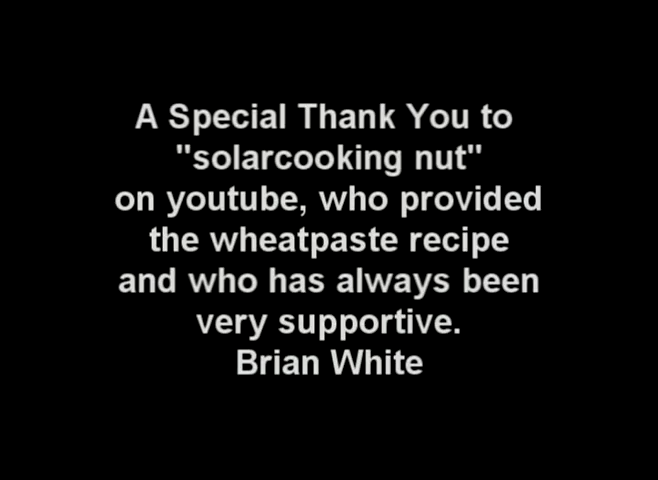 A Special Thank You to
"solarcooking nut"
on youtube, who provided
the wheatpaste recipe
and who has always been
very supportive.
Brian White